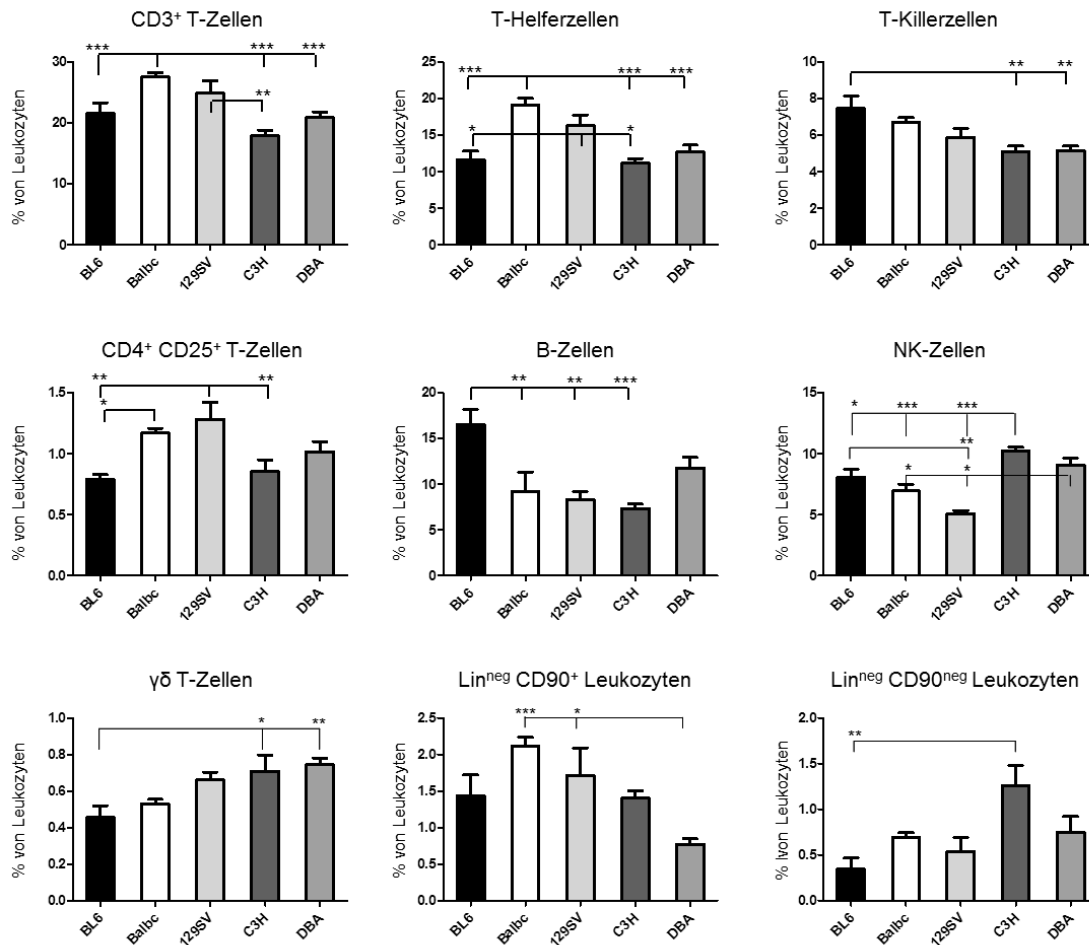 CD3⁺ T-Zellen
% von Leukozyten
30
20
10
0
*** *** ***
**
BL6 Balbc 129SV C3H DBA
T-Helferzellen
% von Leukozyten
25
20
15
10
5
0
*** *** ***
* *
BL6 Balbc 129SV C3H DBA
T-Killerzellen
% von Leukozyten
10
8
6
4
2
0
** **
BL6 Balbc 129SV C3H DBA
CD4⁺ CD25⁺ T-Zellen
% von Leukozyten
1.5
1.0
0.5
0.0
** **
*
BL6 Balbc 129SV C3H DBA
B-Zellen
% von Leukozyten
20
15
10
5
0
** ** ***
BL6 Balbc 129SV C3H DBA
NK-Zellen
% von Leukozyten
15
10
5
0
* *** ***
**
* *
BL6 Balbc 129SV C3H DBA
γδ T-Zellen
% von Leukozyten
1.0
0.8
0.6
0.4
0.2
0.0
* **
BL6 Balbc 129SV C3H DBA
Linⁿᵉᵍ CD90⁺ Leukozyten
% von Leukozyten
2.5
2.0
1.5
1.0
0.5
0.0
*** *
BL6 Balbc 129SV C3H DBA
Linⁿᵉᵍ CD90ⁿᵉᵍ Leukozyten
% lvon Leukozyten
2.0
1.5
1.0
0.5
0.0
**
BL6 Balbc 129SV C3H DBA